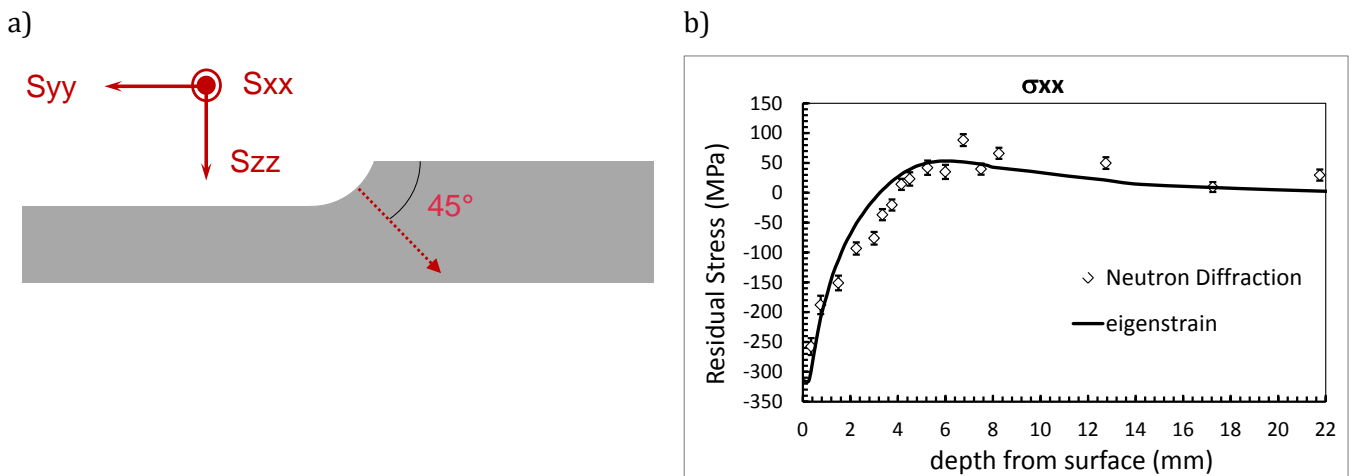 a)
Syy
Sxx
Szz
45°
b)
σxx
Residual Stress (MPa)
150
100
50
0
-50
-100
-150
-200
-250
-300
-350
Neutron Diffraction
eigenstrain
0 2 4 6 8 10 12 14 16 18 20 22
depth from surface (mm)